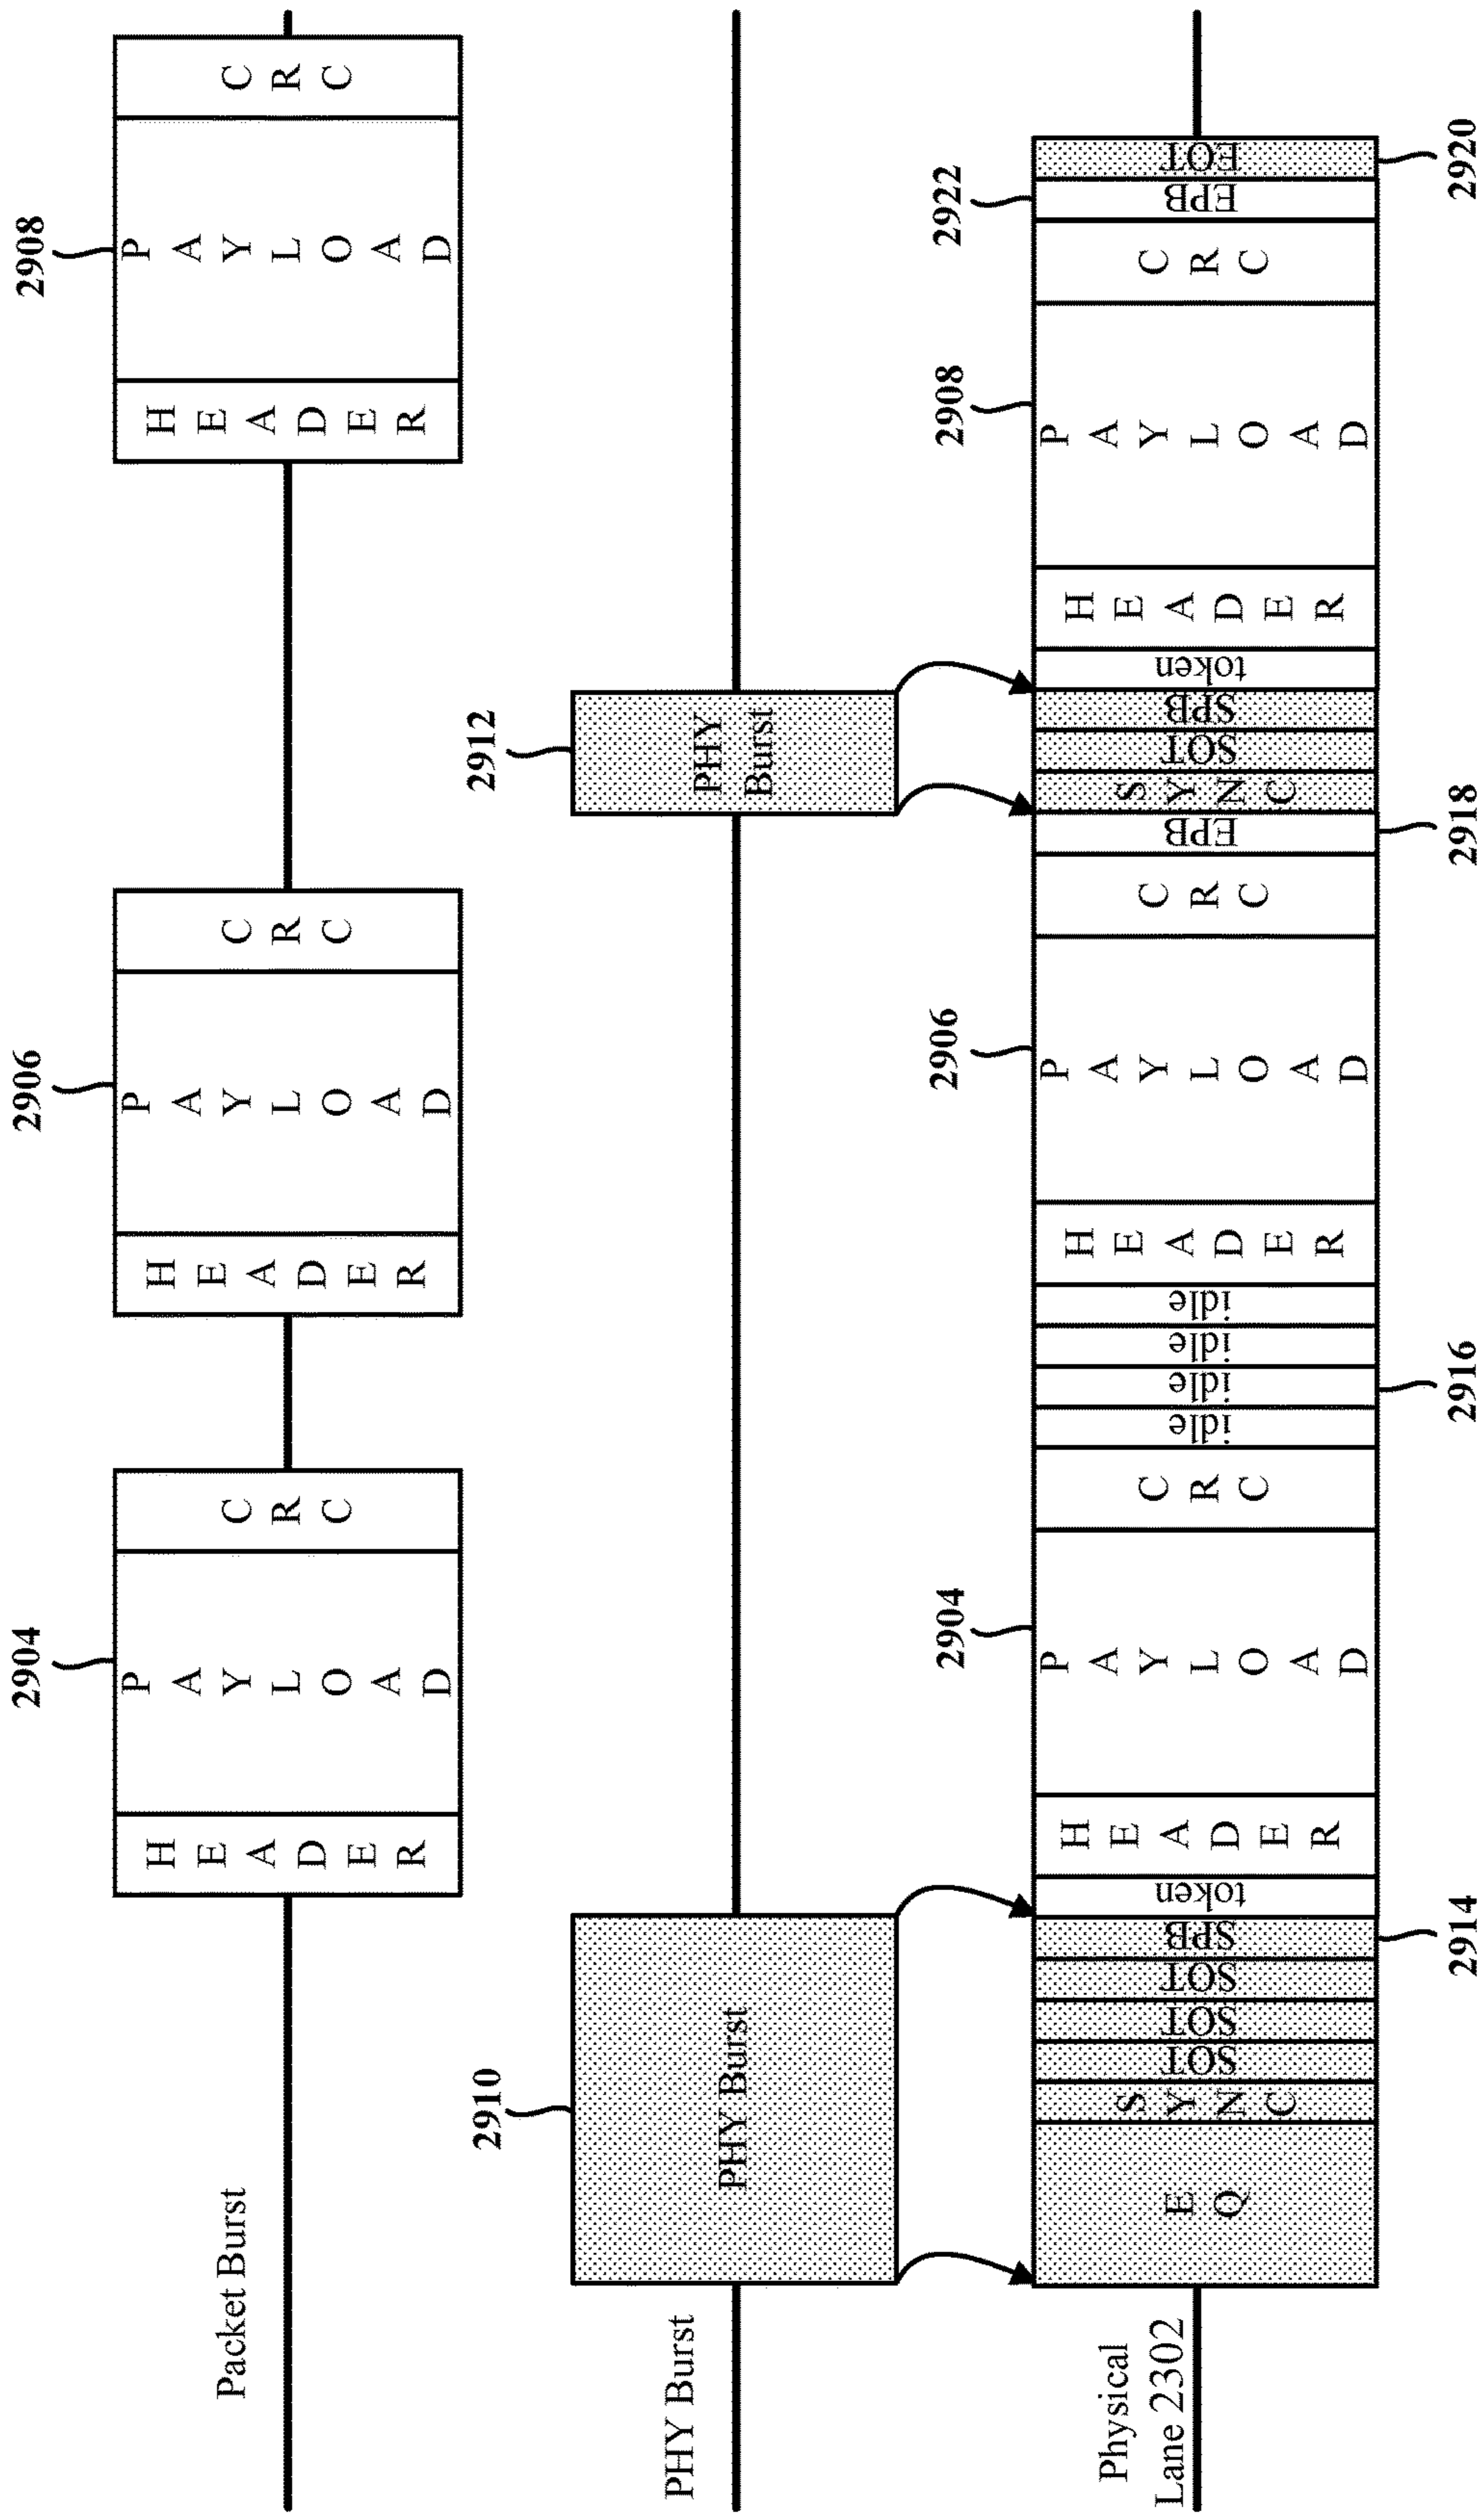 2904
2906
2908
Packet Burst
HEADER
PAYLOAD
CRC
HEADER
PAYLOAD
CRC
HEADER
PAYLOAD
CRC
2910
2912
PHY Burst
PHY Burst
PHY
Burst
2904
2906
2908
2922
Physical
Lane 2302
EQ
SYNC
SOT
SOT
SOT
SPB
token
HEADER
PAYLOAD
CRC
idle
idle
idle
idle
HEADER
PAYLOAD
CRC
EPB
SYNC
SOT
SPB
token
HEADER
PAYLOAD
CRC
EPB
EOT
2914
2916
2918
2920